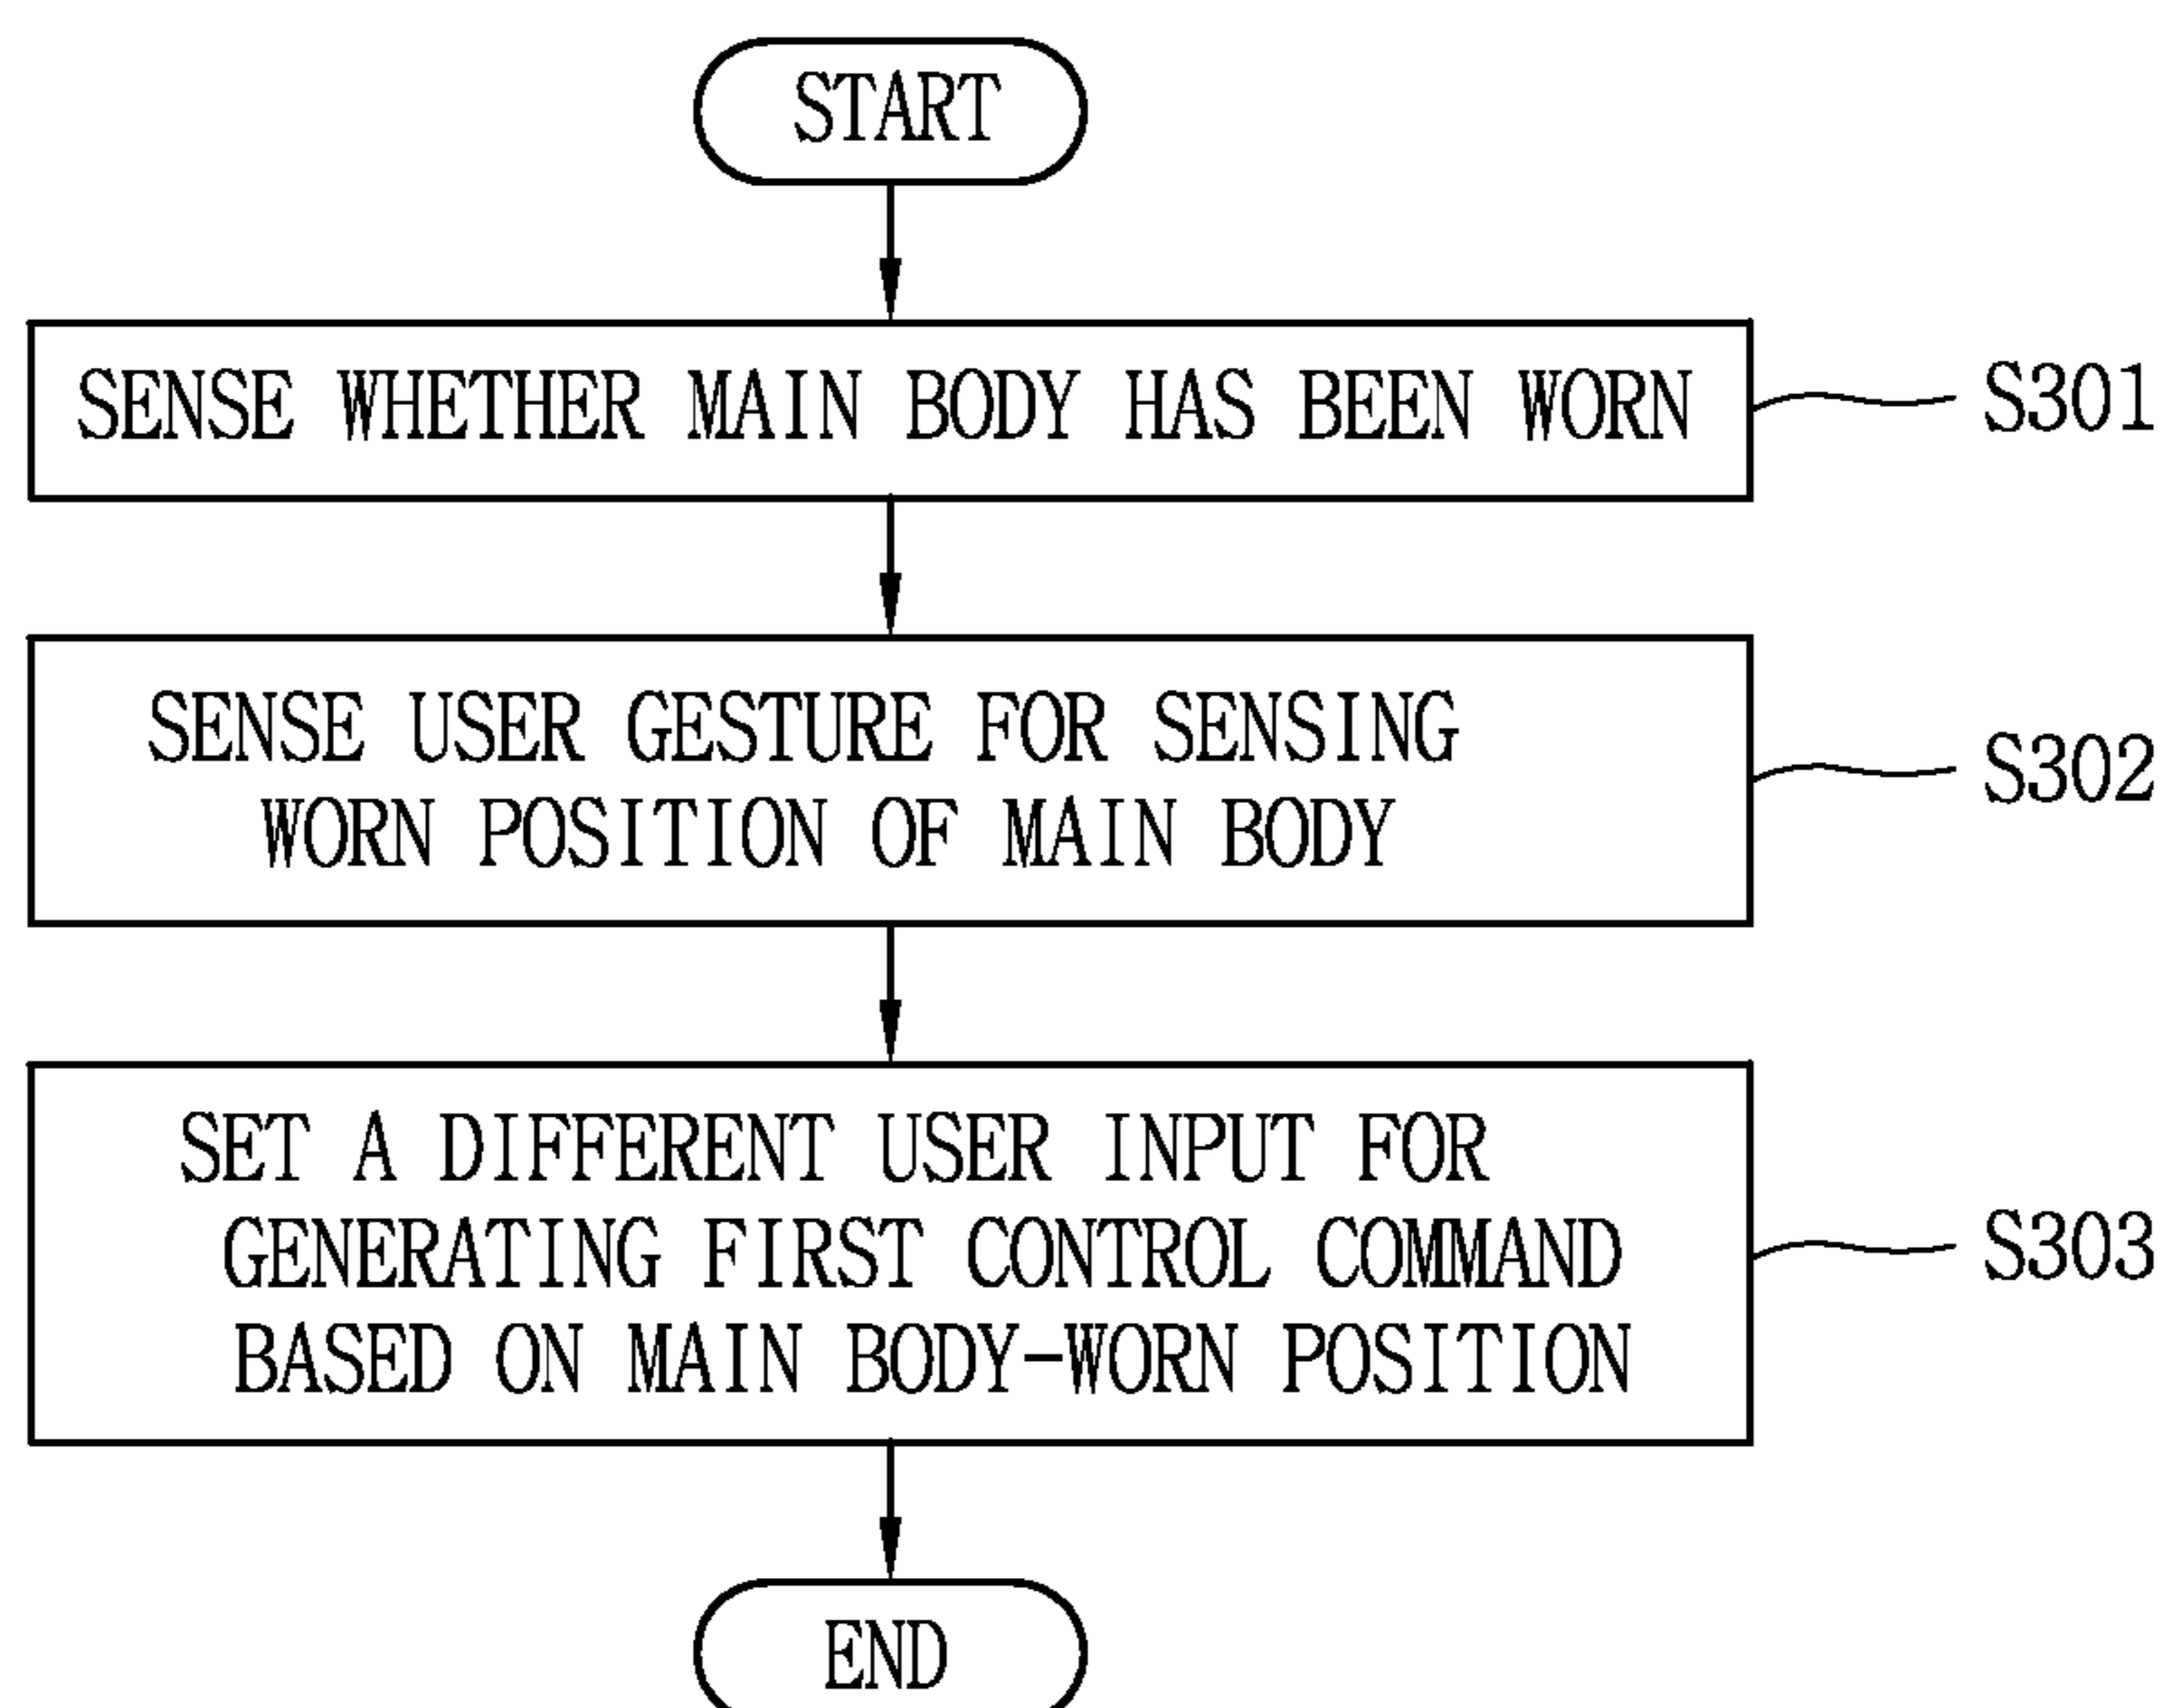 START
SENSE WHETHER MAIN BODY HAS BEEN WORN
S301
SENSE USER GESTURE FOR SENSING
WORN POSITION OF MAIN BODY
S302
SET A DIFFERENT USER INPUT FOR
GENERATING FIRST CONTROL COMMAND
BASED ON MAIN BODY-WORN POSITION
S303
END